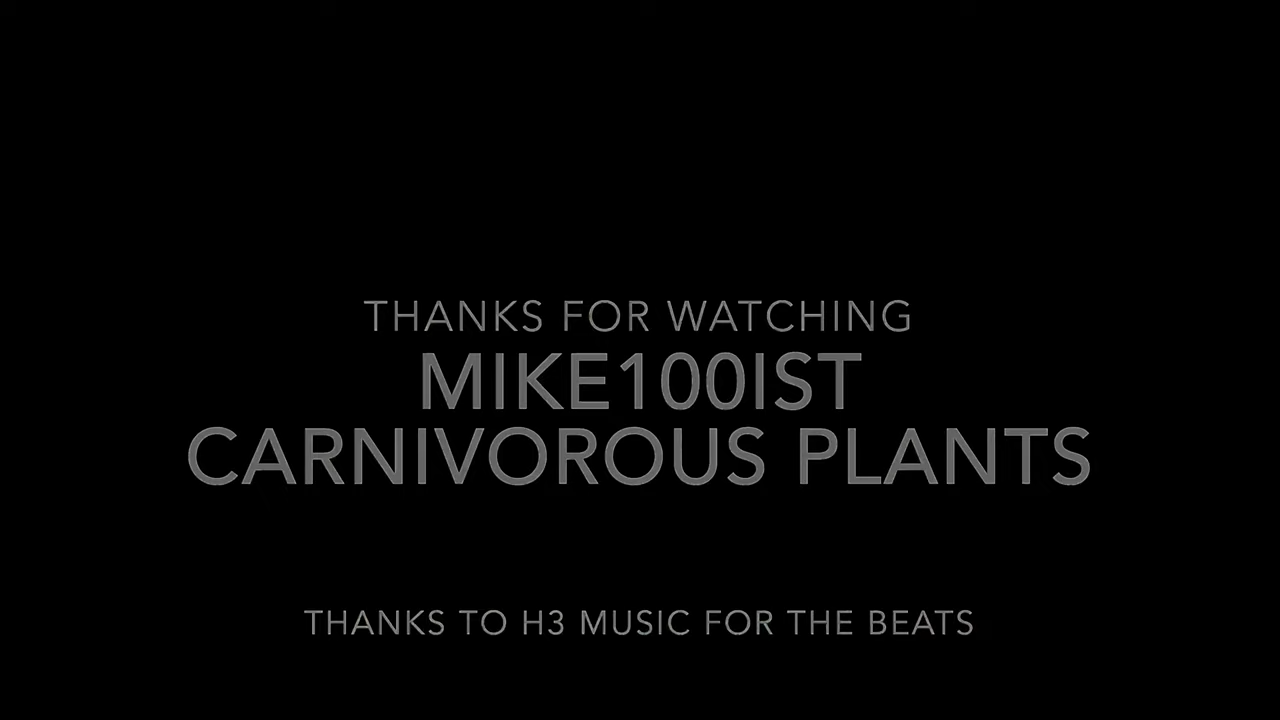 THANKS FOR WATCHING
MIKE100IST
CARNIVOROUS PLANTS
THANKS TO H3 MUSIC FOR THE BEATS